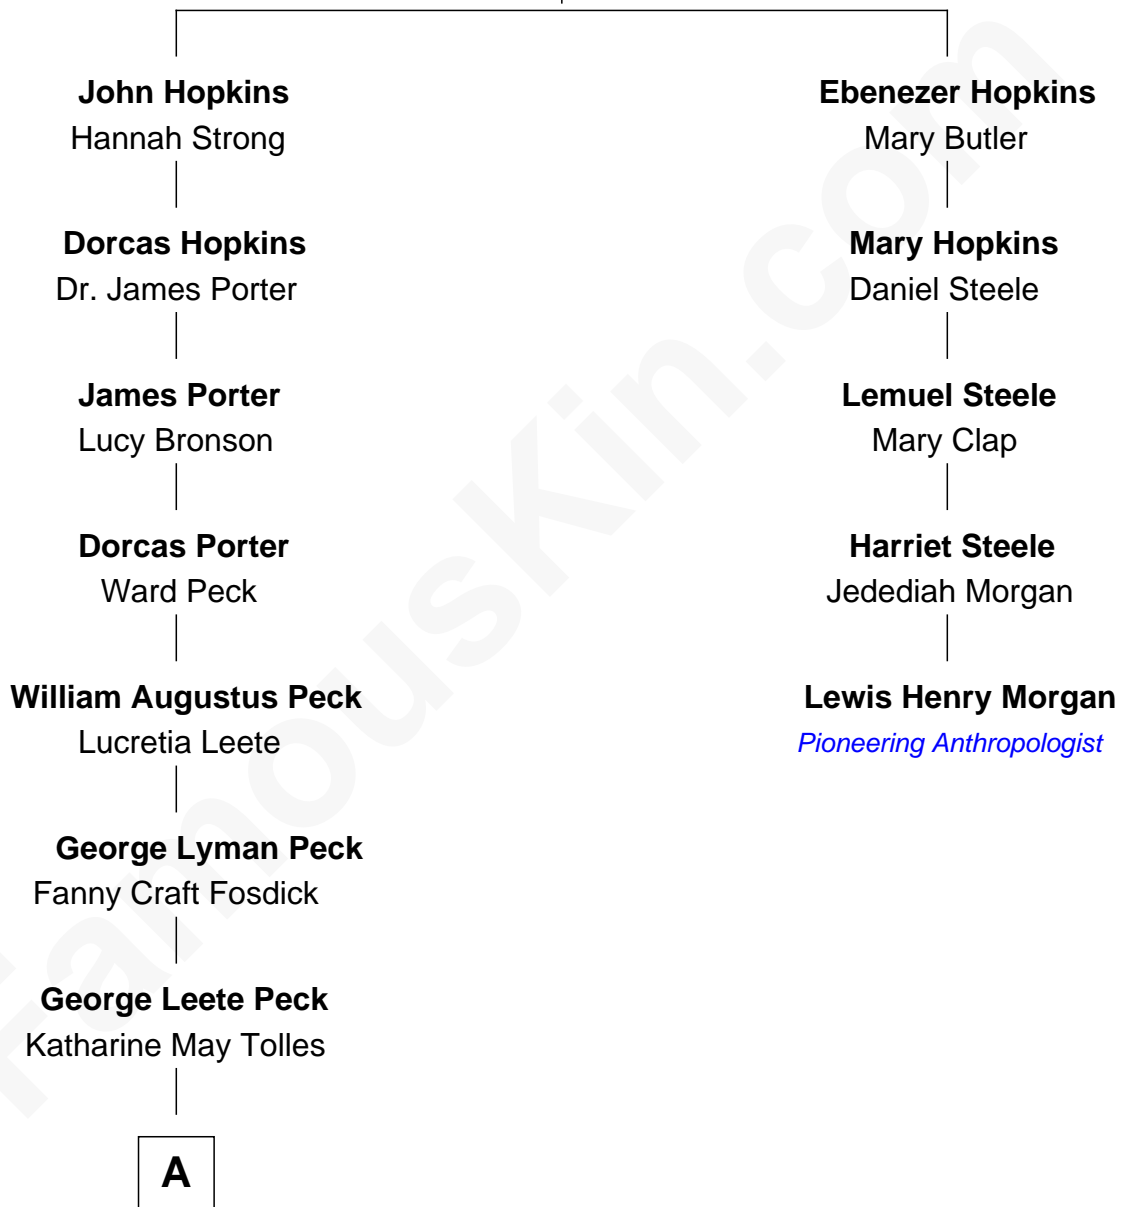 John Hopkins
Hannah Strong
Dorcas Hopkins
Dr. James Porter
James Porter
Lucy Bronson
Dorcas Porter
Ward Peck
William Augustus Peck
Lucretia Leete
George Lyman Peck
Fanny Craft Fosdick
George Leete Peck
Katharine May Tolles
A
Ebenezer Hopkins
Mary Butler
Mary Hopkins
Daniel Steele
Lemuel Steele
Mary Clap
Harriet Steele
Jedediah Morgan
Lewis Henry Morgan
Pioneering Anthropologist
FamousKin.com